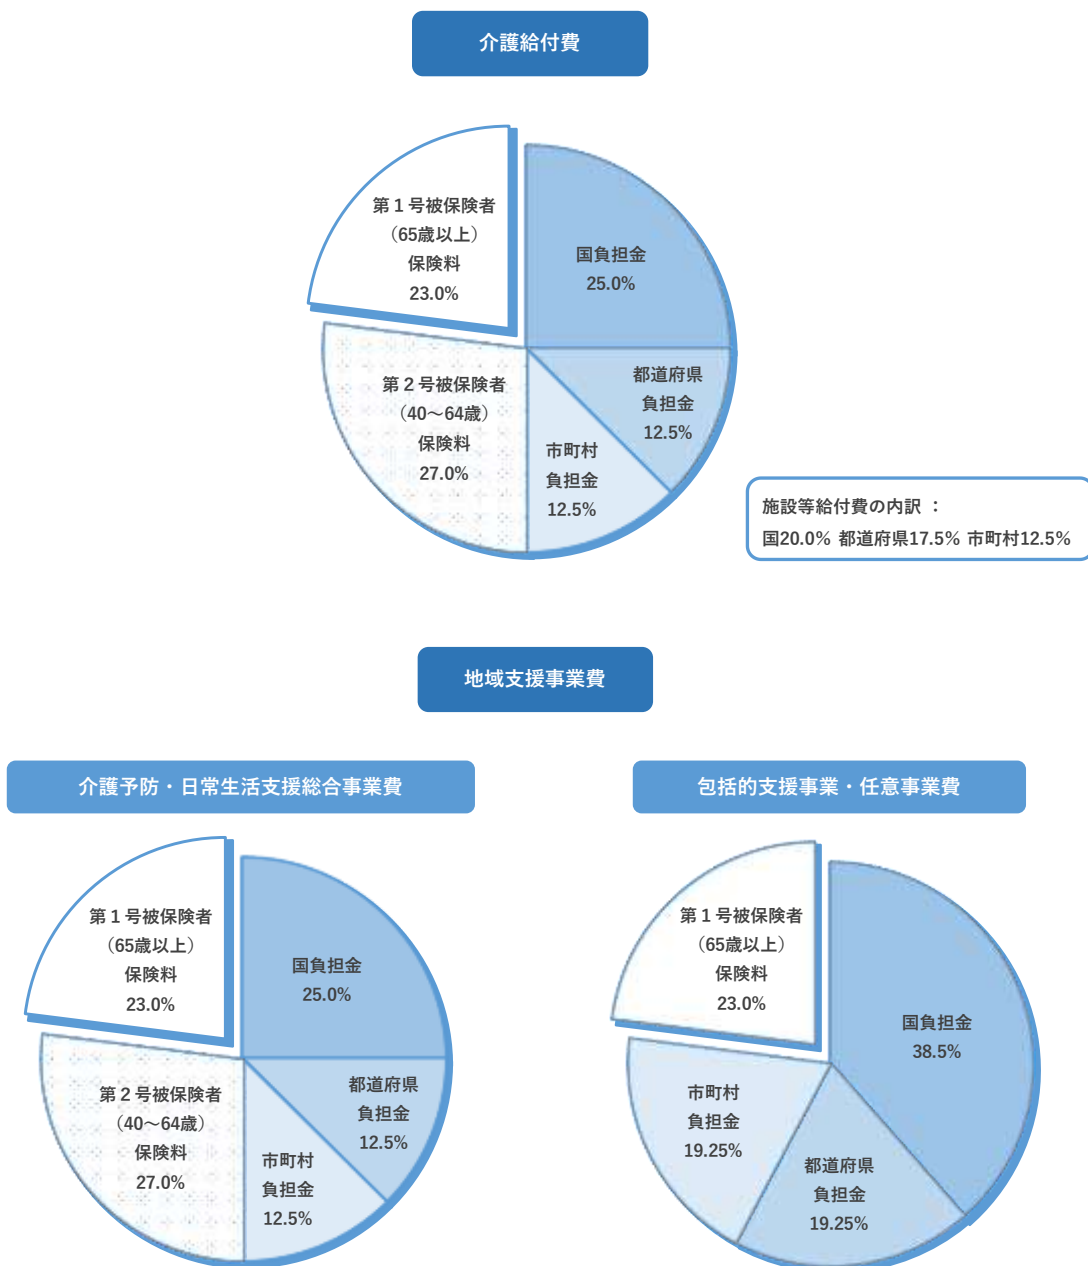 介護給付費
第１号被保険者
（65歳以上）
保険料
23.0%
国負担金
25.0%
都道府県
負担金
12.5%
市町村
負担金
12.5%
第２号被保険者
（40～64歳）
保険料
27.0%
施設等給付費の内訳 ：
国20.0% 都道府県17.5% 市町村12.5%
地域支援事業費
介護予防・日常生活支援総合事業費
第１号被保険者
（65歳以上）
保険料
23.0%
国負担金
25.0%
都道府県
負担金
12.5%
市町村
負担金
12.5%
第２号被保険者
（40～64歳）
保険料
27.0%
包括的支援事業・任意事業費
第１号被保険者
（65歳以上）
保険料
23.0%
国負担金
38.5%
都道府県
負担金
19.25%
市町村
負担金
19.25%